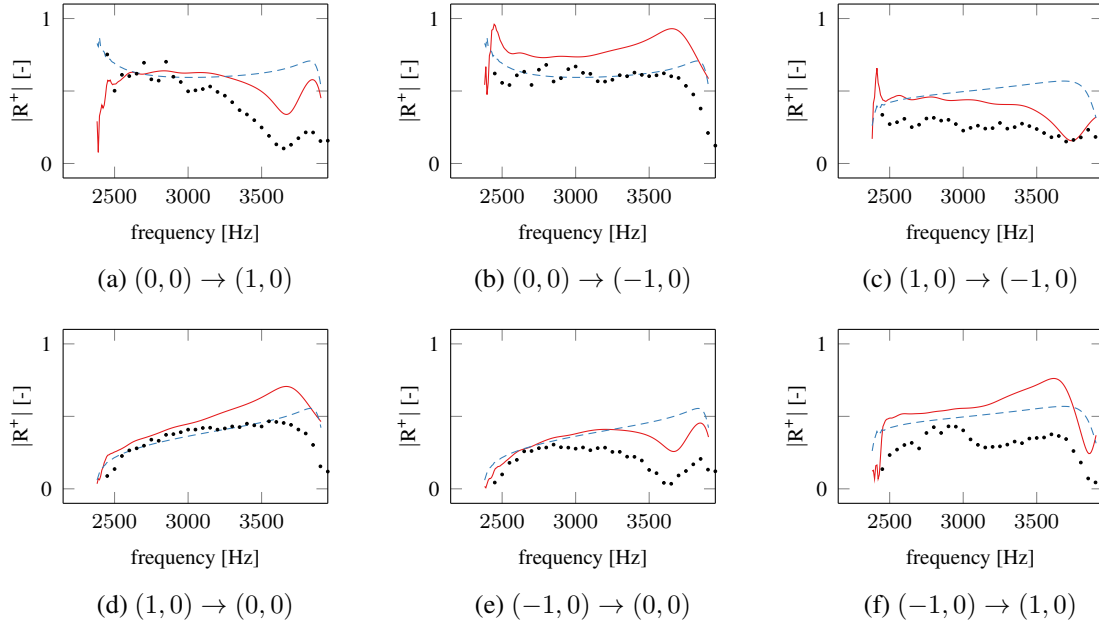 1
0
|R⁺| [-]
2500 3000 3500
frequency [Hz]
(a) (0, 0) → (1, 0)
1
0
|R⁺| [-]
2500 3000 3500
frequency [Hz]
(b) (0, 0) → (−1, 0)
1
0
|R⁺| [-]
2500 3000 3500
frequency [Hz]
(c) (1, 0) → (−1, 0)
1
0
|R⁺| [-]
2500 3000 3500
frequency [Hz]
(d) (1, 0) → (0, 0)
1
0
|R⁺| [-]
2500 3000 3500
frequency [Hz]
(e) (−1, 0) → (0, 0)
1
0
|R⁺| [-]
2500 3000 3500
frequency [Hz]
(f) (−1, 0) → (1, 0)